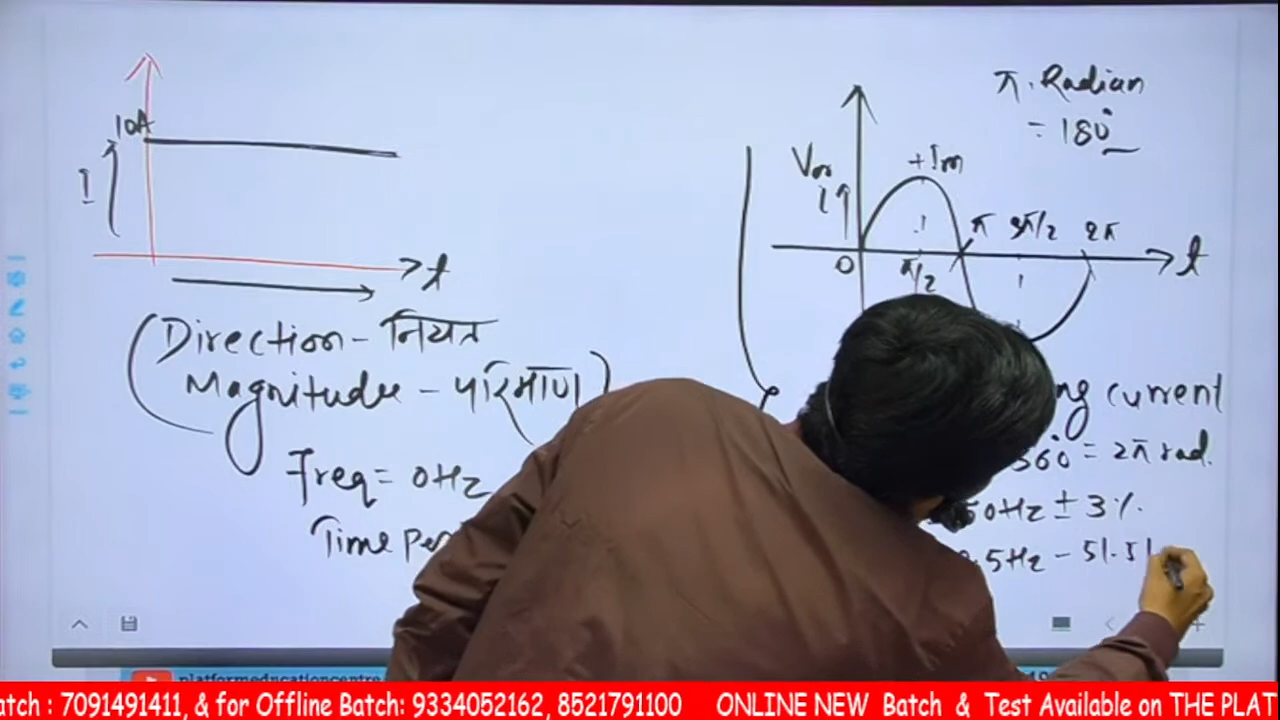 10A
I
t
Direction - नियत
Magnitude - परिमाण
Freq = 0Hz
Time per
π Radian
= 180°
V or
I
+Im
0
π/2
π
3π/2
2π
t
ng current
360° = 2π rad.
50Hz ± 3%.
.5Hz - 51.5
platformeducationcentre
atch : 7091491411, & for Offline Batch: 9334052162, 8521791100 ONLINE NEW Batch & Test Available on THE PLAT